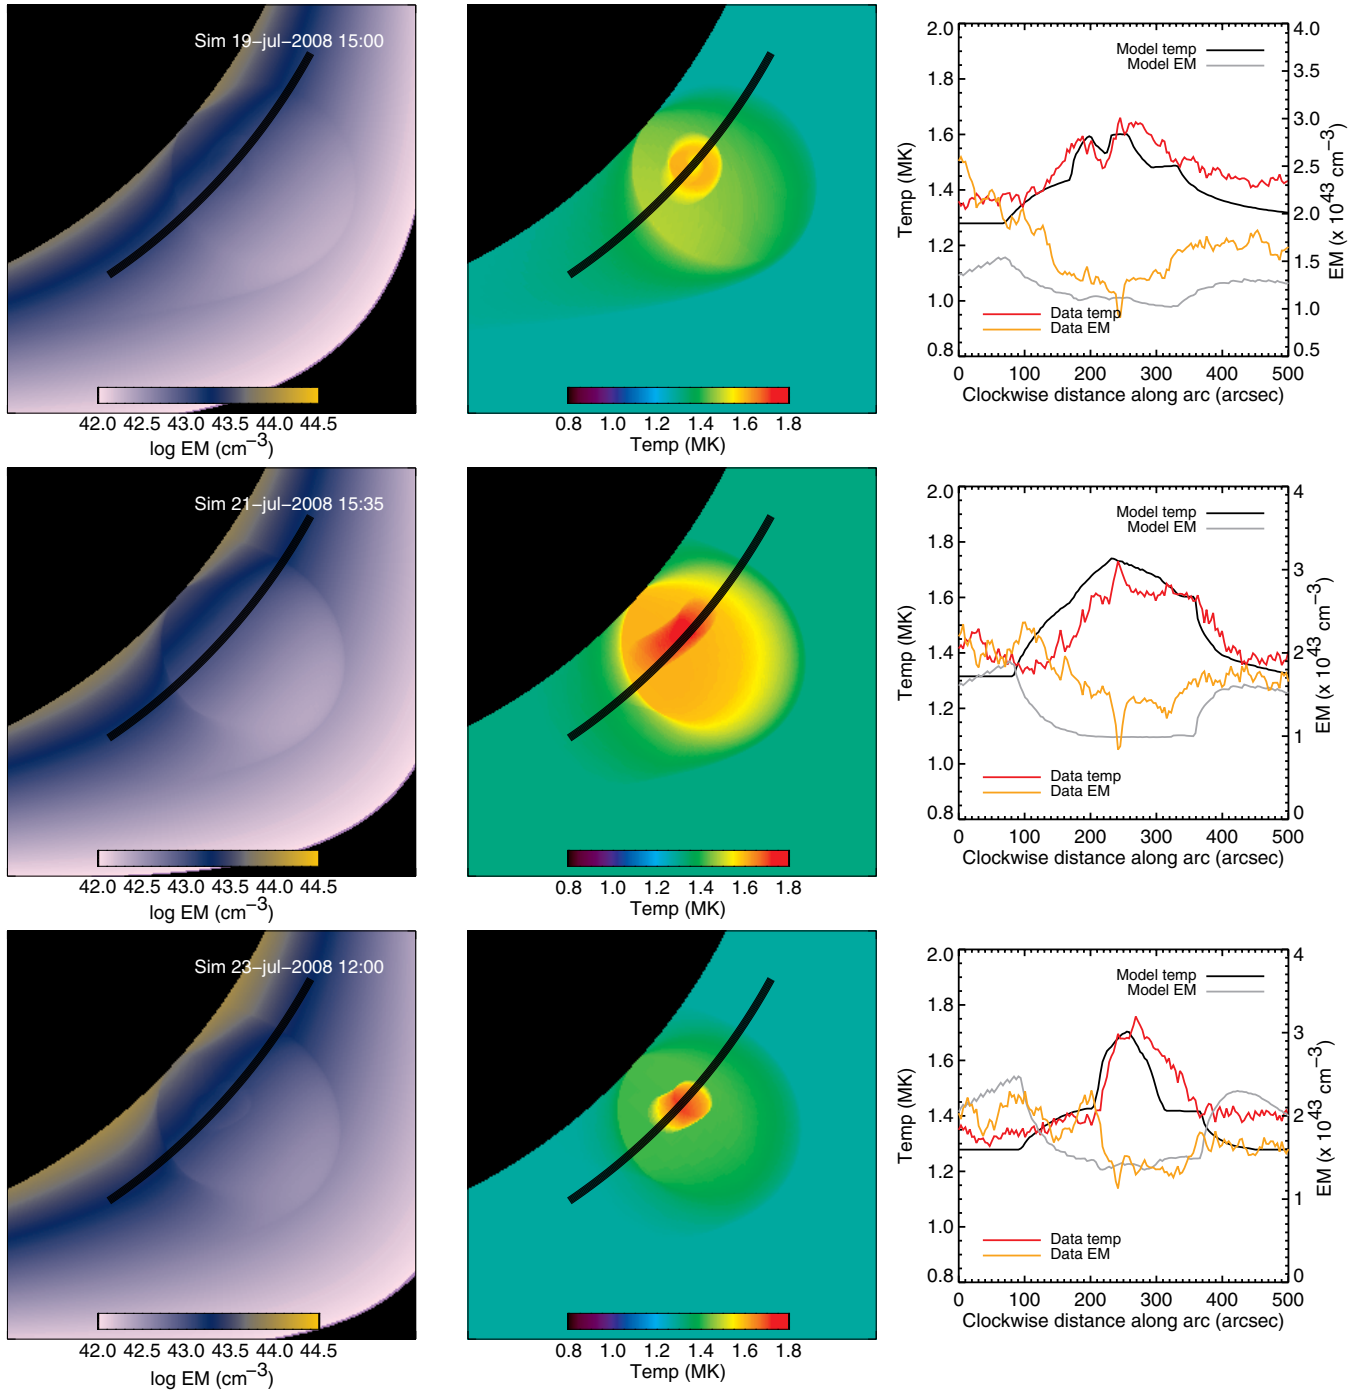 Sim 19-jul-2008 15:00
42.0 42.5 43.0 43.5 44.0 44.5
log EM (cm−3)
0.8 1.0 1.2 1.4 1.6 1.8
Temp (MK)
2.0 1.8 1.6 1.4 1.2 1.0 0.8
Temp (MK)
Model temp
Model EM
Data temp
Data EM
4.0 3.5 3.0 2.5 2.0 1.5 1.0 0.5
EM (x 10^43 cm−3)
0 100 200 300 400 500
Clockwise distance along arc (arcsec)
Sim 21-jul-2008 15:35
42.0 42.5 43.0 43.5 44.0 44.5
log EM (cm−3)
0.8 1.0 1.2 1.4 1.6 1.8
Temp (MK)
2.0 1.8 1.6 1.4 1.2 1.0 0.8
Temp (MK)
Model temp
Model EM
Data temp
Data EM
4 3 2 1 0
EM (x 10^43 cm−3)
0 100 200 300 400 500
Clockwise distance along arc (arcsec)
Sim 23-jul-2008 12:00
42.0 42.5 43.0 43.5 44.0 44.5
log EM (cm−3)
0.8 1.0 1.2 1.4 1.6 1.8
Temp (MK)
2.0 1.8 1.6 1.4 1.2 1.0 0.8
Temp (MK)
Model temp
Model EM
Data temp
Data EM
4 3 2 1 0
EM (x 10^43 cm−3)
0 100 200 300 400 500
Clockwise distance along arc (arcsec)